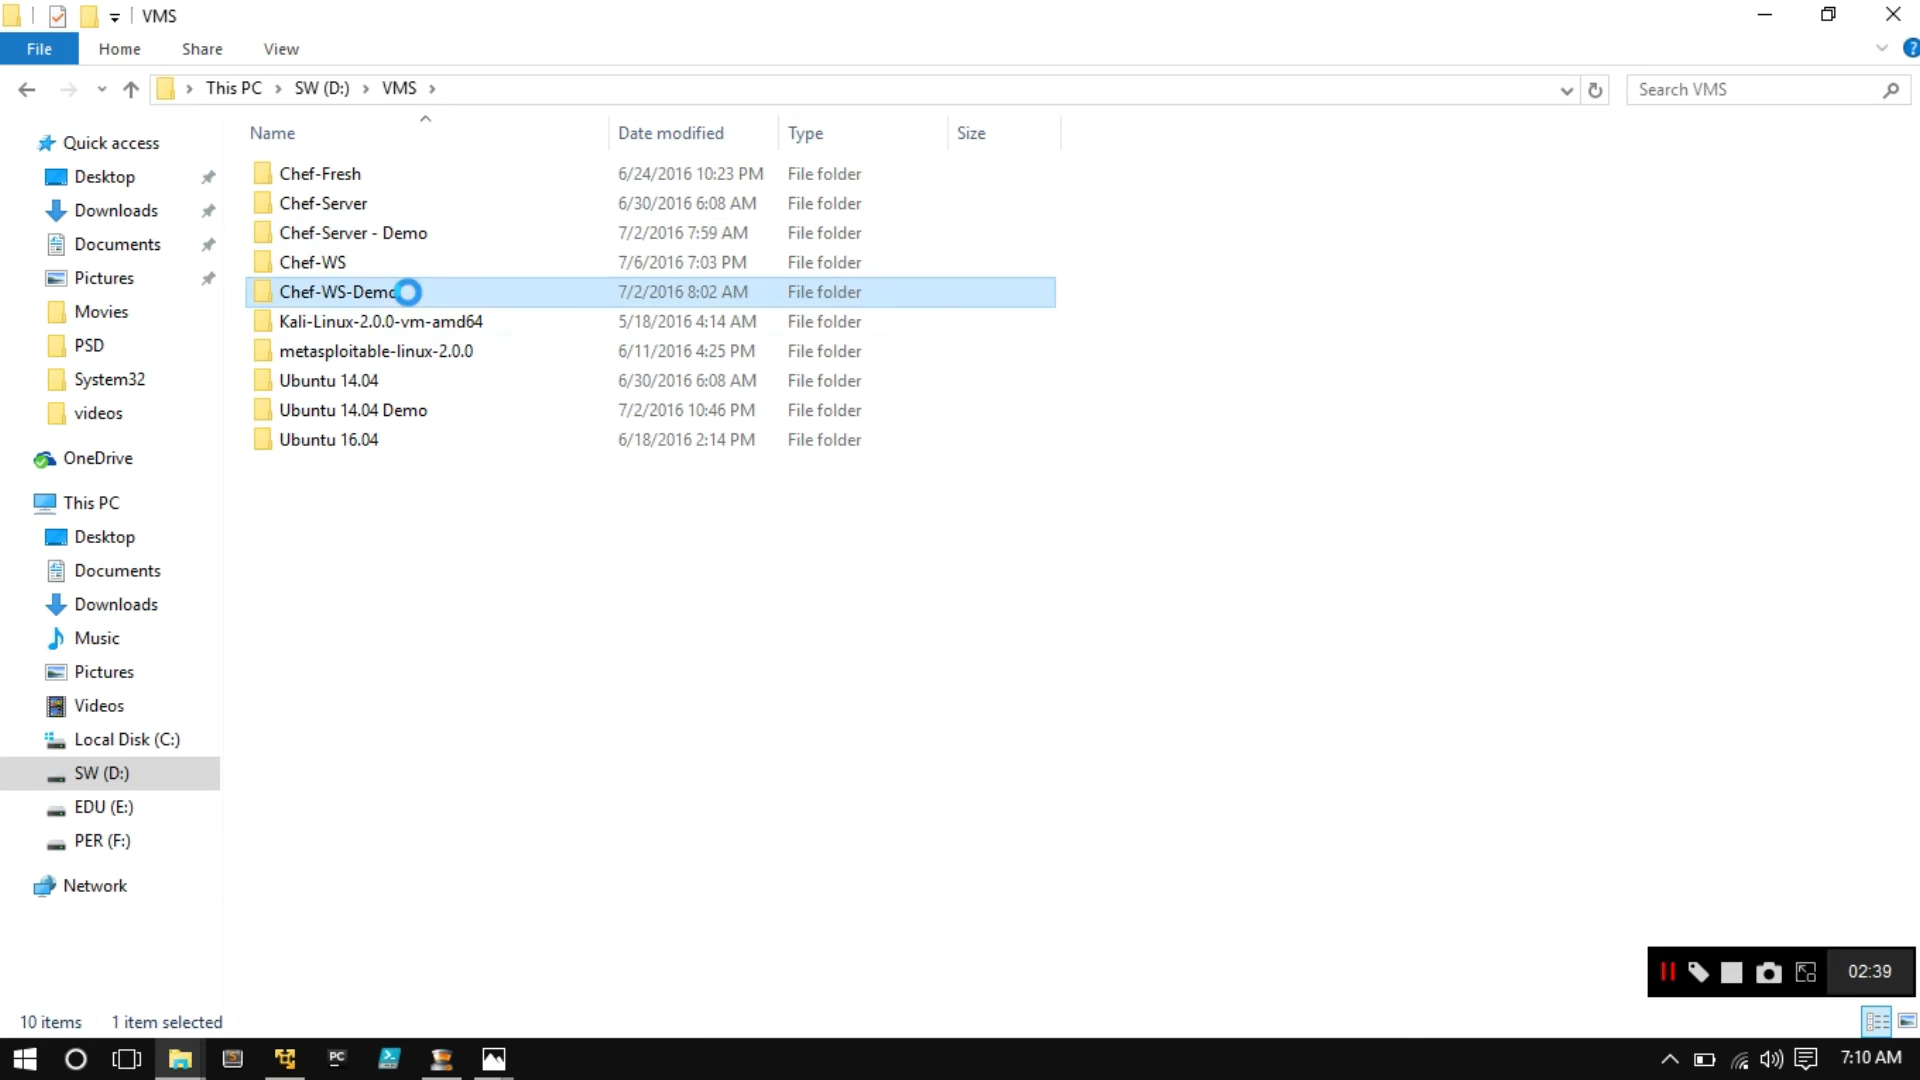 VMS
File Home Share View
This PC SW (D:) VMS
Search VMS
Name Date modified Type Size
Chef-Fresh 6/24/2016 10:23 PM File folder
Chef-Server 6/30/2016 6:08 AM File folder
Chef-Server - Demo 7/2/2016 7:59 AM File folder
Chef-WS 7/6/2016 7:03 PM File folder
Chef-WS-Demo 7/2/2016 8:02 AM File folder
Kali-Linux-2.0.0-vm-amd64 5/18/2016 4:14 AM File folder
metasploitable-linux-2.0.0 6/11/2016 4:25 PM File folder
Ubuntu 14.04 6/30/2016 6:08 AM File folder
Ubuntu 14.04 Demo 7/2/2016 10:46 PM File folder
Ubuntu 16.04 6/18/2016 2:14 PM File folder
Quick access
Desktop
Downloads
Documents
Pictures
Movies
PSD
System32
videos
OneDrive
This PC
Desktop
Documents
Downloads
Music
Pictures
Videos
Local Disk (C:)
SW (D:)
EDU (E:)
PER (F:)
Network
02:39
10 items 1 item selected
PC
7:10 AM